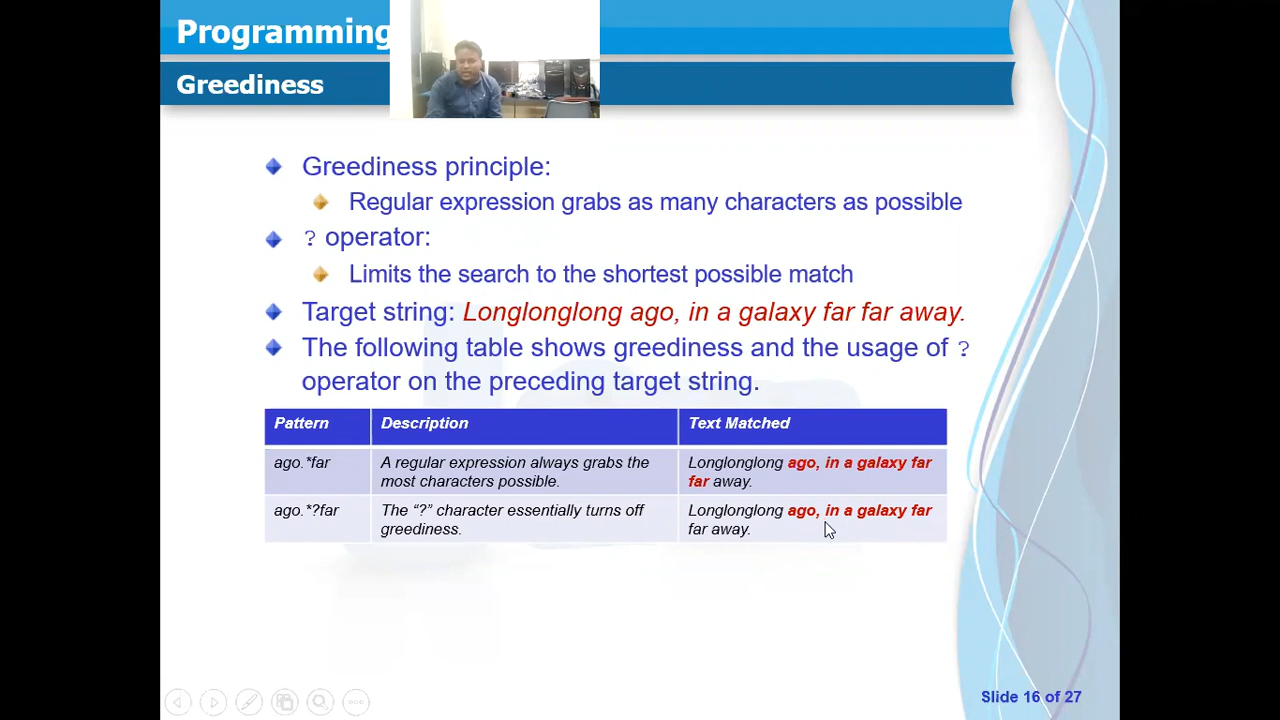 Programming
Greediness
Greediness principle:
Regular expression grabs as many characters as possible
? operator:
Limits the search to the shortest possible match
Target string: Longlonglong ago, in a galaxy far far away.
The following table shows greediness and the usage of ?
operator on the preceding target string.
Pattern Description Text Matched
ago.*far A regular expression always grabs the Longlonglong ago, in a galaxy far
most characters possible. far away.
ago.*?far The “?” character essentially turns off Longlonglong ago, in a galaxy far
greediness. far away.
Slide 16 of 27